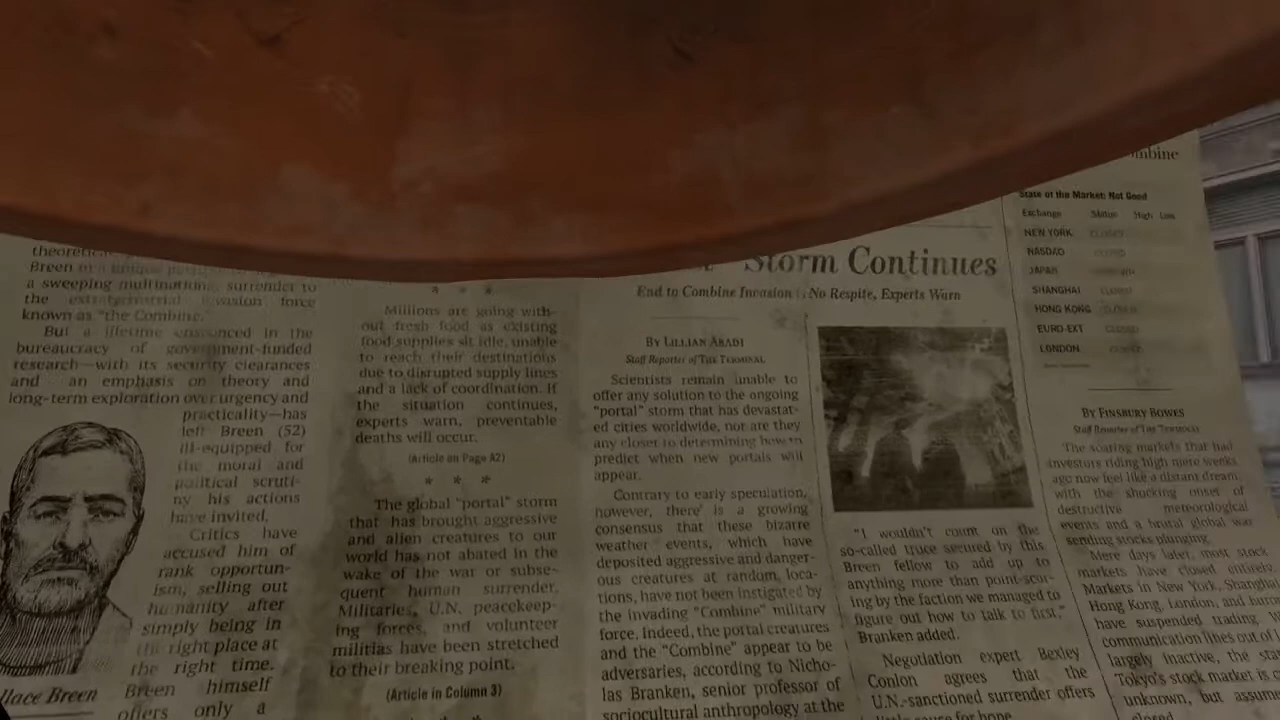 theoretical
Breen in a unique
a sweeping multinational surrender to
the extraterrestrial invasion force
known as "the Combine."
But a lifetime ensconced in the
bureaucracy of government-funded
research—with its security clearances
and an emphasis on theory and
long-term exploration over urgency and
practicality—has
left Breen (52)
ill-equipped for
the moral and
political scruti-
ny his actions
have invited.
Critics have
accused him of
rank opportun-
ism, selling out
humanity after
simply being in
the right place at
the right time.
Breen himself
offers only a
llace Breen
* * *
Millions are going with-
out fresh food as existing
food supplies sit idle, unable
to reach their destinations
due to disrupted supply lines
and a lack of coordination. If
the situation continues,
experts warn, preventable
deaths will occur.
(Article on Page A2)
* * *
The global "portal" storm
that has brought aggressive
and alien creatures to our
world has not abated in the
wake of the war or subse-
quent human surrender.
Militaries, U.N. peacekeep-
ing forces, and volunteer
militias have been stretched
to their breaking point.
(Article in Column 3)
Storm Continues
End to Combine Invasion No Respite, Experts Warn
By LILLIAN ABADI
Staff Reporter of THE TERMINAL
Scientists remain unable to
offer any solution to the ongoing
"portal" storm that has devastat-
ed cities worldwide, nor are they
any closer to determining how to
predict when new portals will
appear.
Contrary to early speculation,
however, there is a growing
consensus that these bizarre
weather events, which have
deposited aggressive and danger-
ous creatures at random, loca-
tions, have not been instigated by
the invading "Combine" military
force. Indeed, the portal creatures
and the "Combine" appear to be
adversaries, according to Nicho-
las Branken, senior professor of
sociocultural anthropology at the
"I wouldn't count on the
so-called truce secured by this
Breen fellow to add up to
anything more than point-scor-
ing by the faction we managed to
figure out how to talk to first,"
Branken added.
Negotiation expert Bexley
Conlon agrees that the
U.N.-sanctioned surrender offers
little cause for hope
mbine
State of the Market: Not Good
Exchange Status High Low
NEW YORK CLOSED
NASDAQ CLOSED
JAPAN
SHANGHAI CLOSED
HONG KONG CLOSED
EURO-EXT CLOSED
LONDON CLOSED
By FINSBURY BOWES
Staff Reporter of THE TERMINAL
The soaring markets that had
investors riding high mere weeks
ago now feel like a distant dream,
with the shocking onset of
destructive meteorological
events and a brutal global war
sending stocks plunging.
Mere days later, most stock
markets have closed entirely.
Markets in New York, Shanghai,
Hong Kong, London, and
have suspended trading.
communication lines out of
largely inactive, the
Tokyo's stock market is
unknown, but
closed.